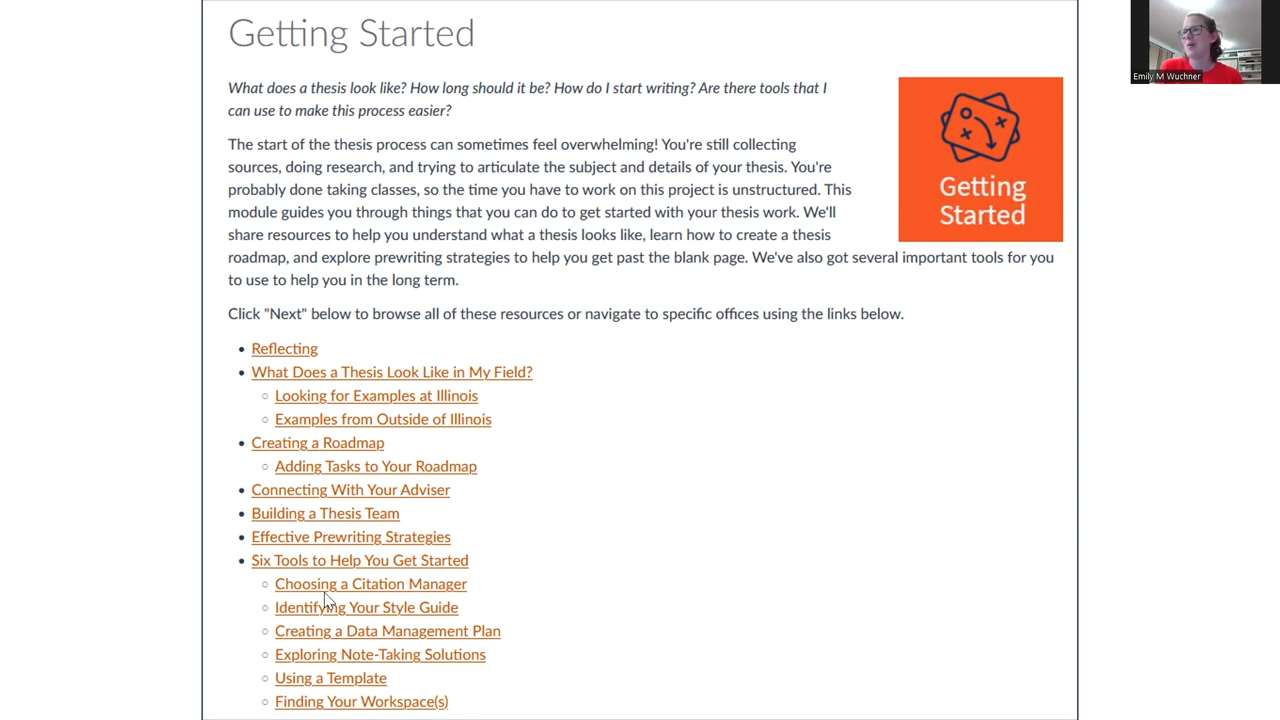 Getting Started
What does a thesis look like? How long should it be? How do I start writing? Are there tools that I
can use to make this process easier?
The start of the thesis process can sometimes feel overwhelming! You're still collecting
sources, doing research, and trying to articulate the subject and details of your thesis. You're
probably done taking classes, so the time you have to work on this project is unstructured. This
module guides you through things that you can do to get started with your thesis work. We'll
share resources to help you understand what a thesis looks like, learn how to create a thesis
roadmap, and explore prewriting strategies to help you get past the blank page. We've also got several important tools for you
to use to help you in the long term.
Click "Next" below to browse all of these resources or navigate to specific offices using the links below.
Reflecting
What Does a Thesis Look Like in My Field?
Looking for Examples at Illinois
Examples from Outside of Illinois
Creating a Roadmap
Adding Tasks to Your Roadmap
Connecting With Your Adviser
Building a Thesis Team
Effective Prewriting Strategies
Six Tools to Help You Get Started
Choosing a Citation Manager
Identifying Your Style Guide
Creating a Data Management Plan
Exploring Note-Taking Solutions
Using a Template
Finding Your Workspace(s)
Getting
Started
Emily M Wuchner